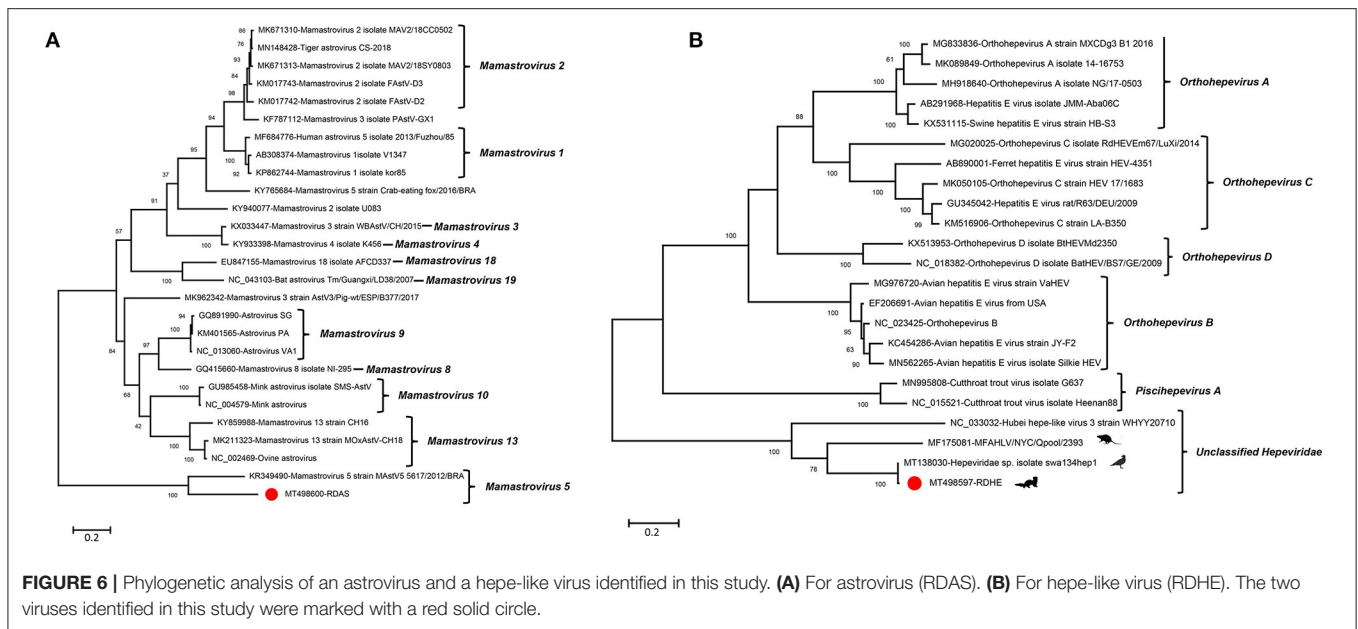 A
86
MK671310-Mamastrovirus 2 isolate MAV2/18CC0502
76
MN148428-Tiger astrovirus CS-2018
93
MK671313-Mamastrovirus 2 isolate MAV2/18SY0803
Mamastrovirus 2
84
KM017743-Mamastrovirus 2 isolate FAstV-D3
98
KM017742-Mamastrovirus 2 isolate FAstV-D2
94
KF787112-Mamastrovirus 3 isolate PAstV-GX1
MF684776-Human astrovirus 5 isolate 2013/Fuzhou/85
95
100
AB308374-Mamastrovirus 1isolate V1347
Mamastrovirus 1
92
KP862744-Mamastrovirus 1 isolate kor85
37
KY765684-Mamastrovirus 5 strain Crab-eating fox/2016/BRA
91
KY940077-Mamastrovirus 2 isolate U083
KX033447-Mamastrovirus 3 strain WBAstV/CH/2015
Mamastrovirus 3
57
100
KY933398-Mamastrovirus 4 isolate K456
Mamastrovirus 4
EU847155-Mamastrovirus 18 isolate AFCD337
Mamastrovirus 18
100
NC_043103-Bat astrovirus Tm/Guangxi/LD38/2007
Mamastrovirus 19
MK962342-Mamastrovirus 3 strain AstV3/Pig-wt/ESP/B377/2017
94
GQ891990-Astrovirus SG
100
KM401565-Astrovirus PA
Mamastrovirus 9
84
97
NC_013060-Astrovirus VA1
GQ415660-Mamastrovirus 8 isolate NI-295
Mamastrovirus 8
68
100
GU985458-Mink astrovirus isolate SMS-AstV
Mamastrovirus 10
NC_004579-Mink astrovirus
42
KY859988-Mamastrovirus 13 strain CH16
100
MK211323-Mamastrovirus 13 strain MOxAstV-CH18
Mamastrovirus 13
100
NC_002469-Ovine astrovirus
KR349490-Mamastrovirus 5 strain MAstV5 5617/2012/BRA
Mamastrovirus 5
100
MT498600-RDAS
0.2
B
100
MG833836-Orthohepevirus A strain MXCDg3 B1 2016
61
MK089849-Orthohepevirus A isolate 14-16753
100
MH918640-Orthohepevirus A isolate NG/17-0503
Orthohepevirus A
AB291968-Hepatitis E virus isolate JMM-Aba06C
88
100
KX531115-Swine hepatitis E virus strain HB-S3
MG020025-Orthohepevirus C isolate RdHEVEm67/LuXi/2014
100
AB890001-Ferret hepatitis E virus strain HEV-4351
100
MK050105-Orthohepevirus C strain HEV 17/1683
Orthohepevirus C
100
GU345042-Hepatitis E virus rat/R63/DEU/2009
99
KM516906-Orthohepevirus C strain LA-B350
100
KX513953-Orthohepevirus D isolate BtHEVMd2350
Orthohepevirus D
100
NC_018382-Orthohepevirus D isolate BatHEV/BS7/GE/2009
MG976720-Avian hepatitis E virus strain VaHEV
100
EF206691-Avian hepatitis E virus from USA
95
NC_023425-Orthohepevirus B
Orthohepevirus B
63
KC454286-Avian hepatitis E virus strain JY-F2
90
MN562265-Avian hepatitis E virus isolate Silkie HEV
MN995808-Cutthroat trout virus isolate G637
Piscihepevirus A
100
NC_015521-Cutthroat trout virus isolate Heenan88
NC_033032-Hubei hepe-like virus 3 strain WHYY20710
100
MF175081-MFAHLV/NYC/Qpool/2393
78
MT138030-Hepeviridae sp. isolate swa134hep1
Unclassified Hepeviridae
100
MT498597-RDHE
0.2
FIGURE 6 | Phylogenetic analysis of an astrovirus and a hepe-like virus identified in this study. (A) For astrovirus (RDAS). (B) For hepe-like virus (RDHE). The two
viruses identified in this study were marked with a red solid circle.